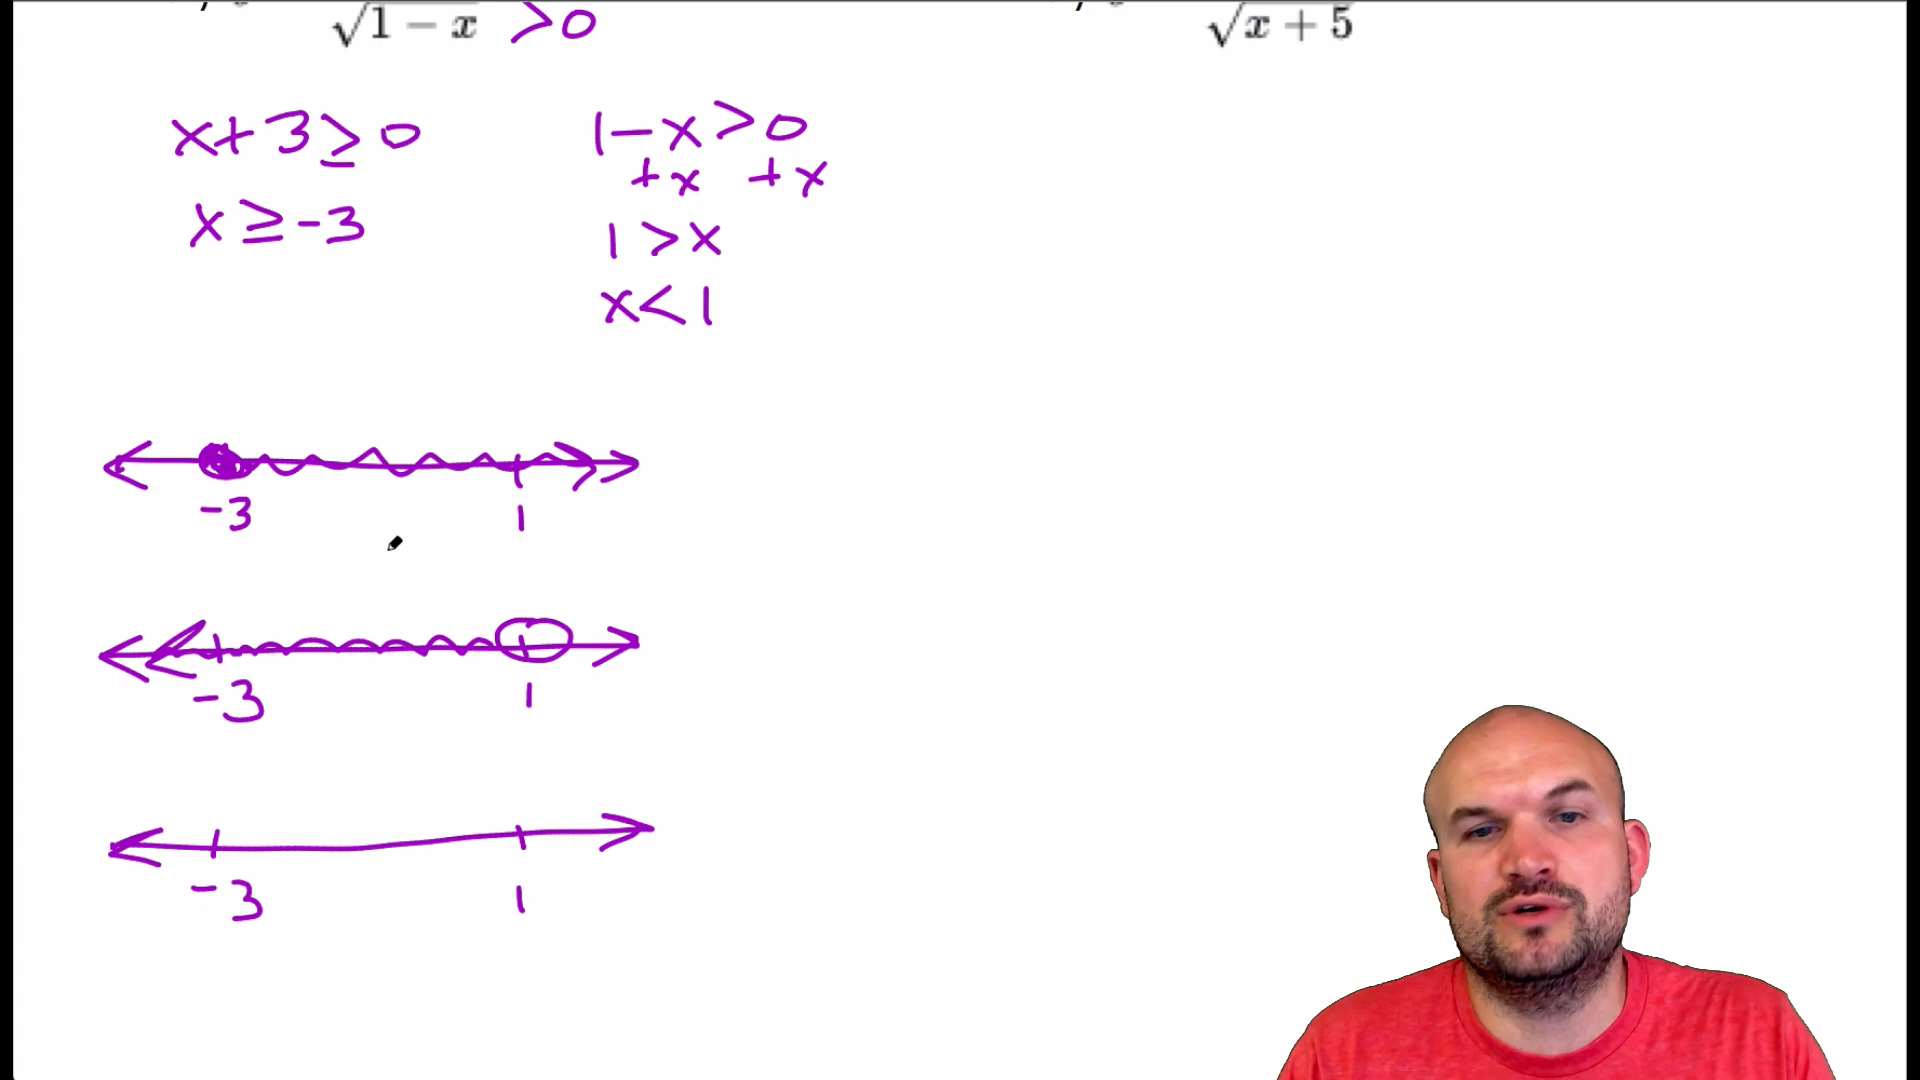 √1 − x >0
√x + 5
x+3≥0
1−x>0
+x +x
x≥-3
1>x
x<1
-3 1
-3 1
-3 1